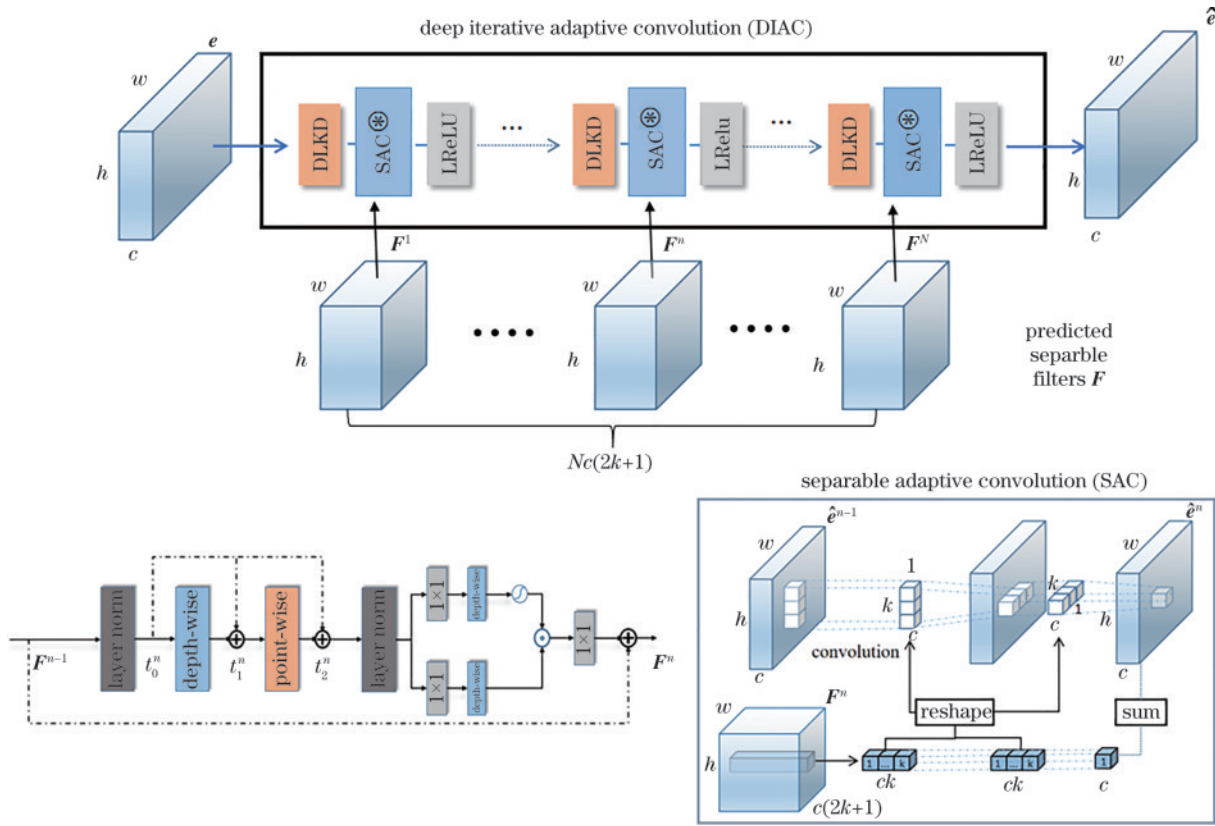 deep iterative adaptive convolution (DIAC)
e
w
h
c
DLKD
SAC⊛
LReLU
...
DLKD
SAC⊛
LRelu
...
DLKD
SAC⊛
LReLU
ê
w
h
c
F¹
Fⁿ
Fᴺ
w
h
w
h
w
h
predicted
separble
filters F
Nc(2k+1)
separable adaptive convolution (SAC)
êⁿ⁻¹
w
h
c
1
k
c
convolution
k
1
c
êⁿ
w
h
c
Fⁿ
w
h
c(2k+1)
reshape
sum
1 ... k
ck
1 ... k
ck
1
c
Fⁿ⁻¹
layer norm
t₀ⁿ
depth-wise
t₁ⁿ
point-wise
t₂ⁿ
layer norm
1×1
depth-wise
1×1
depth-wise
1×1
Fⁿ